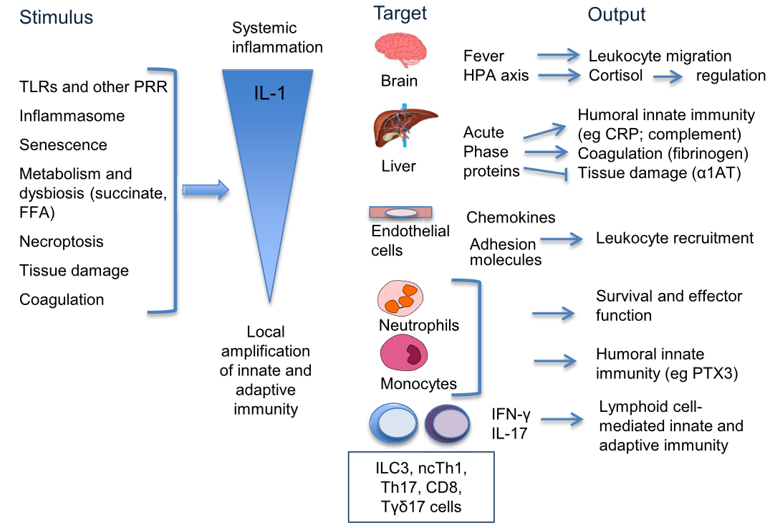 Stimulus
TLRs and other PRR
Inflammasome
Senescence
Metabolism and
dysbiosis (succinate,
FFA)
Necroptosis
Tissue damage
Coagulation
Systemic
inflammation
IL-1
Local
amplification
of innate and
adaptive
immunity
Target
Brain
Liver
Endothelial
cells
Neutrophils
Monocytes
ILC3, ncTh1,
Th17, CD8,
Tγδ17 cells
Fever
HPA axis
Acute
Phase
proteins
Chemokines
Adhesion
molecules
IFN-γ
IL-17
Output
Leukocyte migration
Cortisol
regulation
Humoral innate immunity
(eg CRP; complement)
Coagulation (fibrinogen)
Tissue damage (α1AT)
Leukocyte recruitment
Survival and effector
function
Humoral innate
immunity (eg PTX3)
Lymphoid cell-
mediated innate and
adaptive immunity